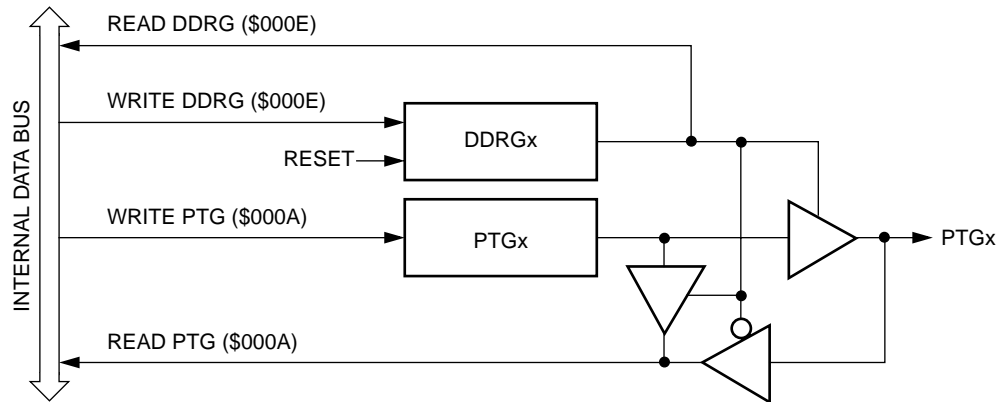 READ DDRG ($000E)
WRITE DDRG ($000E)
DDRGx
RESET
WRITE PTG ($000A)
PTGx
PTGx
READ PTG ($000A)
INTERNAL DATA BUS